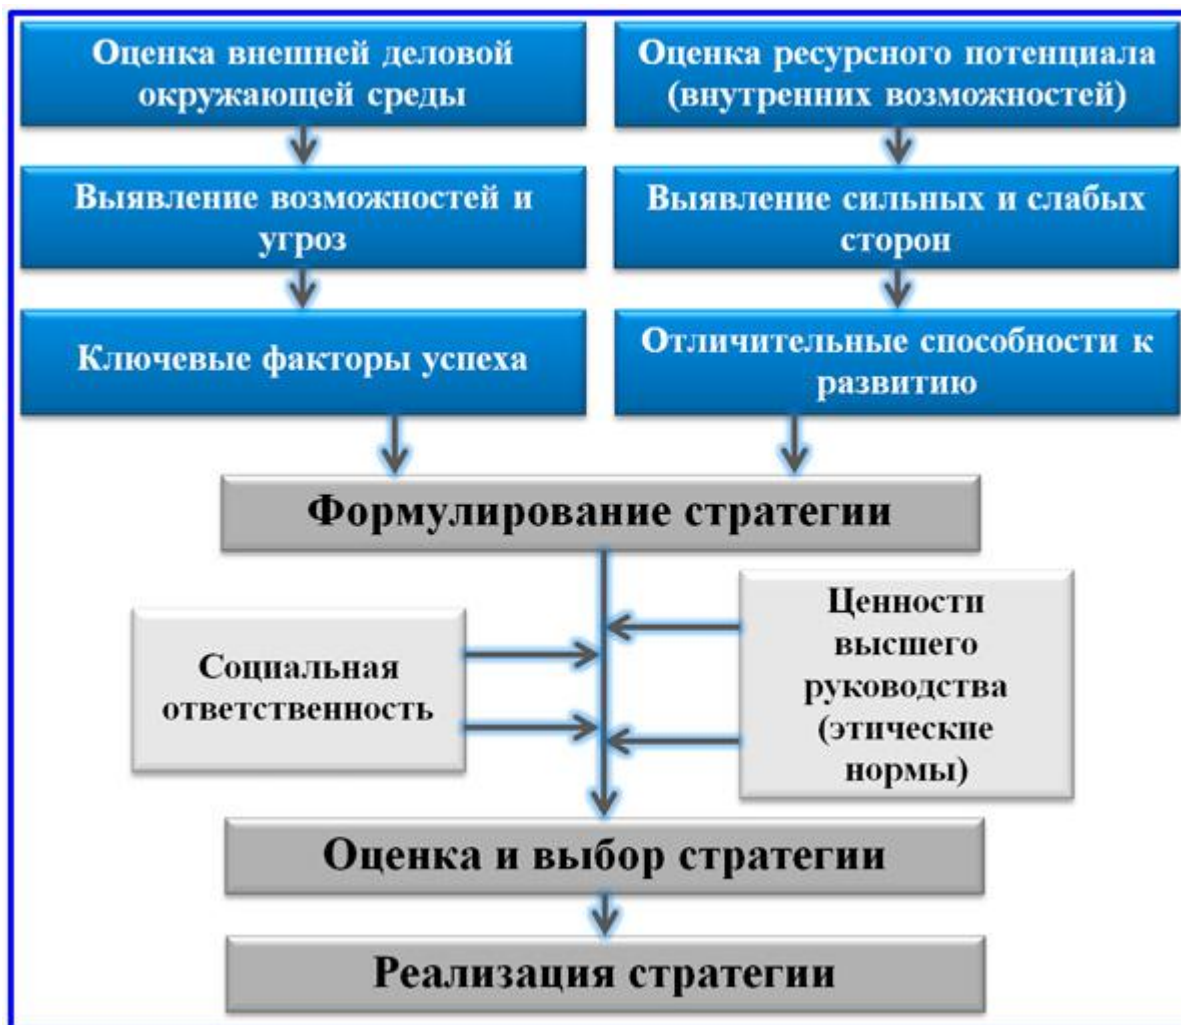 Оценка внешней деловой
окружающей среды
Оценка ресурсного потенциала
(внутренних возможностей)
Выявление возможностей и
угроз
Выявление сильных и слабых
сторон
Ключевые факторы успеха
Отличительные способности к
развитию
Формулирование стратегии
Социальная
ответственность
Ценности
высшего
руководства
(этические
нормы)
Оценка и выбор стратегии
Реализация стратегии